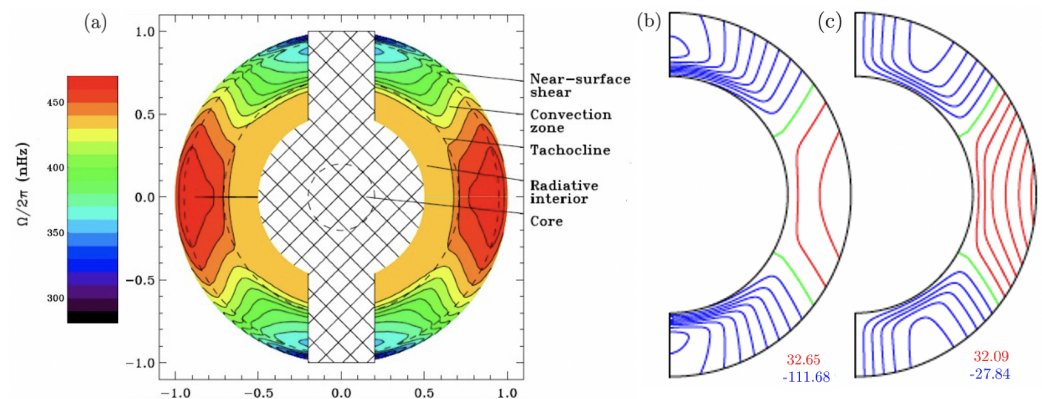 (a)
(b)
(c)
Ω/2π (nHz)
450
400
350
300
1.0
0.5
0.0
−0.5
−1.0
−1.0
−0.5
0.0
0.5
1.0
Near−surface
shear
Convection
zone
Tachocline
Radiative
interior
Core
32.65
-111.68
32.09
-27.84